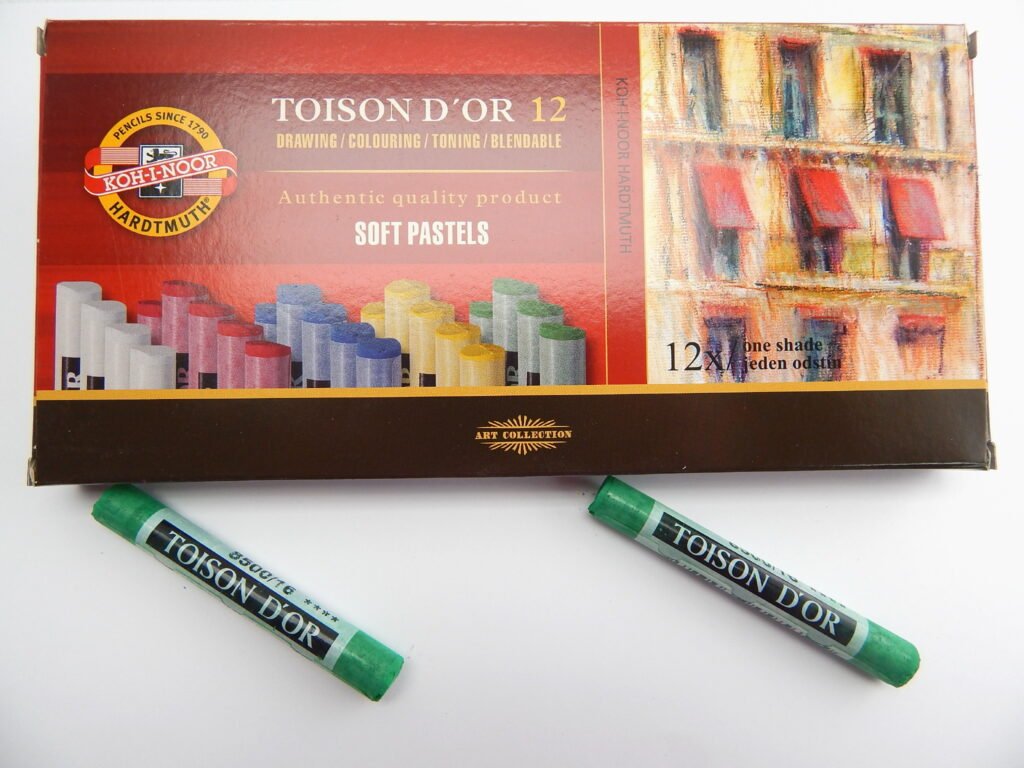 PENCILS SINCE 1790
KOH-I-NOOR
HARDTMUTH®
TOISON D'OR 12
DRAWING / COLOURING / TONING / BLENDABLE
Authentic quality product
SOFT PASTELS
KOH-I-NOOR HARDTMUTH
12x/ one shade
jeden odstín
ART COLLECTION
8500/16 ****
TOISON D'OR
TOISON D'OR